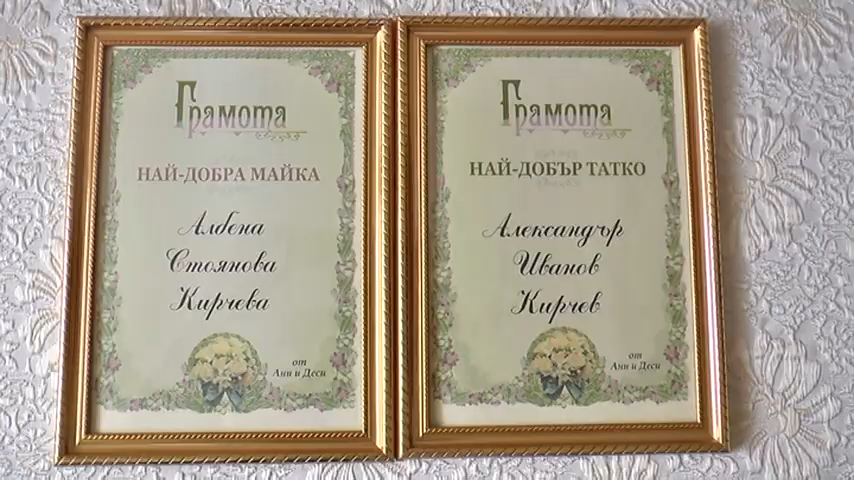 Грамота
НАЙ-ДОБРА МАЙКА
Албена
Стоянова
Кирчева
от
Ани и Деси
Грамота
НАЙ-ДОБЪР ТАТКО
Александър
Иванов
Кирчев
от
Ани и Деси